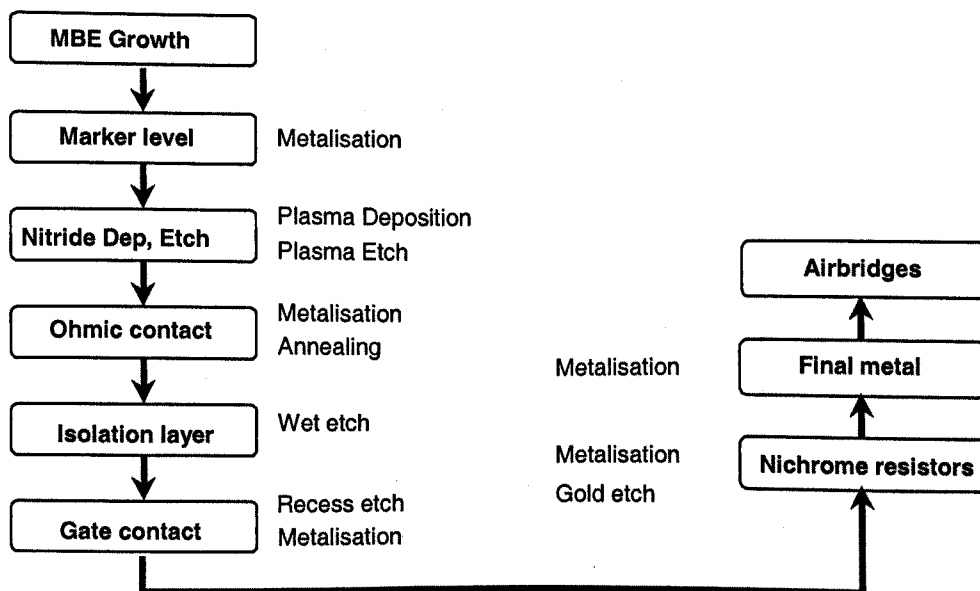 MBE Growth
Marker level
Metalisation
Nitride Dep, Etch
Plasma Deposition
Plasma Etch
Ohmic contact
Metalisation
Annealing
Isolation layer
Wet etch
Gate contact
Recess etch
Metalisation
Nichrome resistors
Metalisation
Gold etch
Final metal
Metalisation
Airbridges